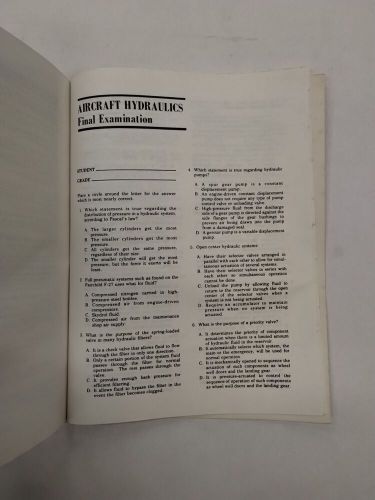 AIRCRAFT HYDRAULICS
Final Examination
STUDENT
GRADE
Place a circle around the letter for the answer
which is most nearly correct.
1. Which statement is true regarding the
distribution of pressure in a hydraulic system,
according to Pascal's law?
A. The larger cylinders get the most
pressure.
B. The smaller cylinders get the most
pressure.
C. All cylinders get the same pressure,
regardless of their size.
D. The smaller cylinder will get the most
pressure, but the force it exerts will be
least.
2. Full pneumatic systems such as found on the
Fairchild F-27 uses what for fluid?
A. Compressed nitrogen carried in high-
pressure steel bottles.
B. Compressed air from engine-driven
compressor.
C. Skydrol fluid.
D. Compressed air from the maintenance
shop air supply.
3. What is the purpose of the spring-loaded
valve in many hydraulic filters?
A. It is a check valve that allows fluid to flow
through the filter in only one direction.
B. Only a certain portion of the system fluid
passes through the filter for normal
operation. The rest passes through the
valve.
C. It provides enough back pressure for
efficient filtering.
D. It allows fluid to bypass the filter in the
event the filter becomes clogged.
4. Which statement is true regarding hydraulic
pumps?
A. A spur gear pump is a constant
displacement pump.
B. An engine-driven constant displacement
pump does not require any type of pump
control valve or unloading valve.
C. High-pressure fluid from the discharge
side of a gear pump is directed against the
side flanges of the gear bushings to
prevent them from being drawn into the
from a damaged seal.
D. A gerotor pump is a variable displacement
pump.
5. Open center hydraulic systems:
A. Have their selector valves arranged in
parallel with each other to allow for simul-
taneous actuation of several systems.
B. Have their selector valves in series with
each other so simultaneous operation
cannot be done.
C. Unload the pump by allowing fluid to
return to the reservoir through the open
center of the selector valves when a
system is not being actuated.
D. Require an accumulator to maintain
pressure when no system is being
actuated.
6. What is the purpose of a priority valve?
A. It determines the priority of component
actuation when there is a limited amount
of hydraulic fluid in the reservoir.
B. It automatically selects which system, the
main or the emergency, will be used for
normal operation.
C. It is mechanically opened to sequence the
actuation of such components as wheel
well doors and the landing gear.
D. It is pressure-actuated to control the
sequence of operation of such components
as wheel well doors and the landing gear.